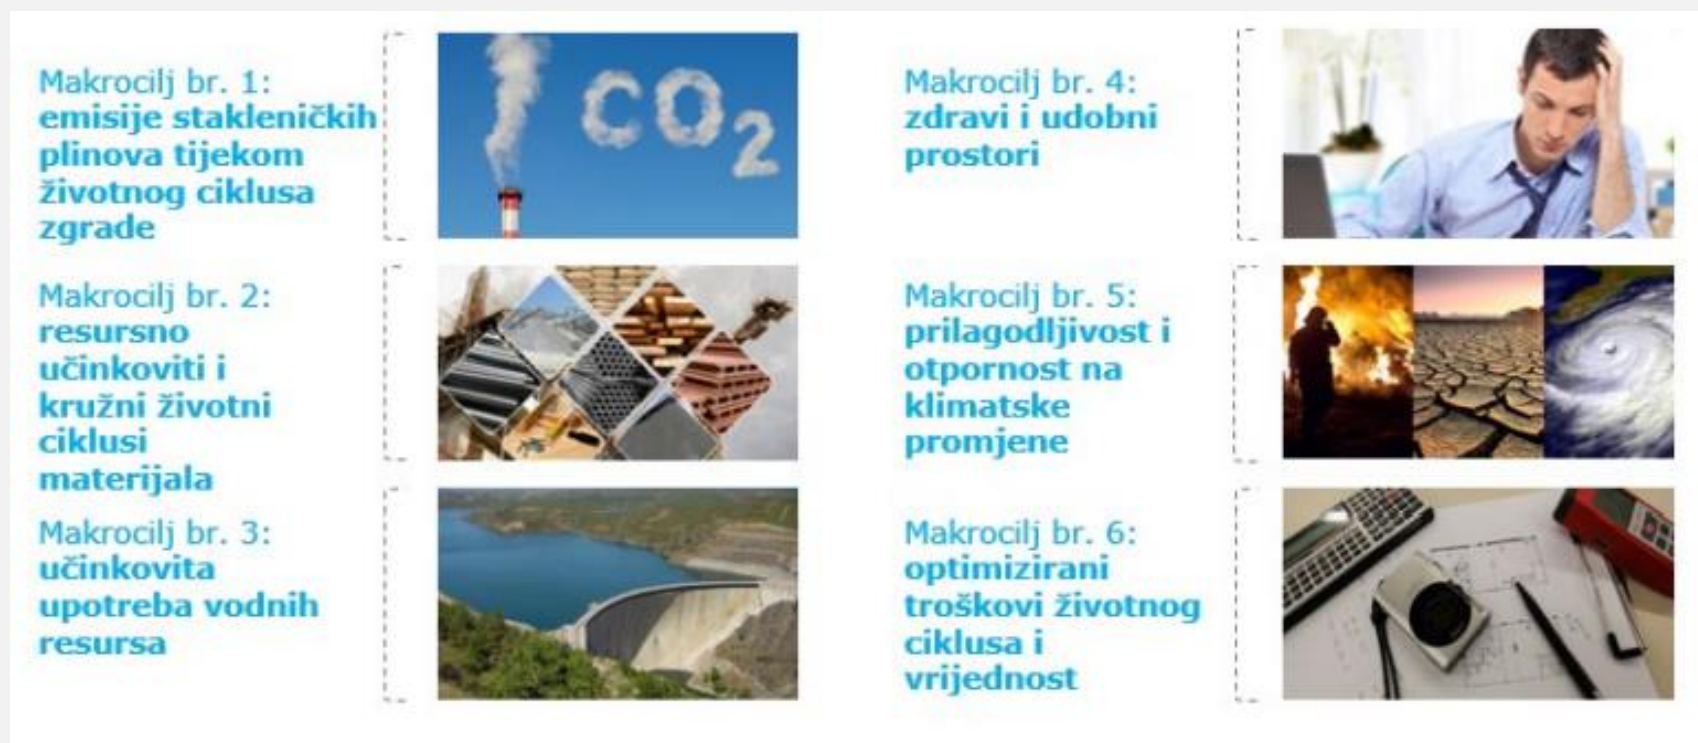 Makrocilj br. 1:
emisije stakleničkih
plinova tijekom
životnog ciklusa
zgrade
CO2
Makrocilj br. 2:
resursno
učinkoviti i
kružni životni
ciklusi
materijala
Makrocilj br. 3:
učinkovita
upotreba vodnih
resursa
Makrocilj br. 4:
zdravi i udobni
prostori
Makrocilj br. 5:
prilagodljivost i
otpornost na
klimatske
promjene
Makrocilj br. 6:
optimizirani
troškovi životnog
ciklusa i
vrijednost